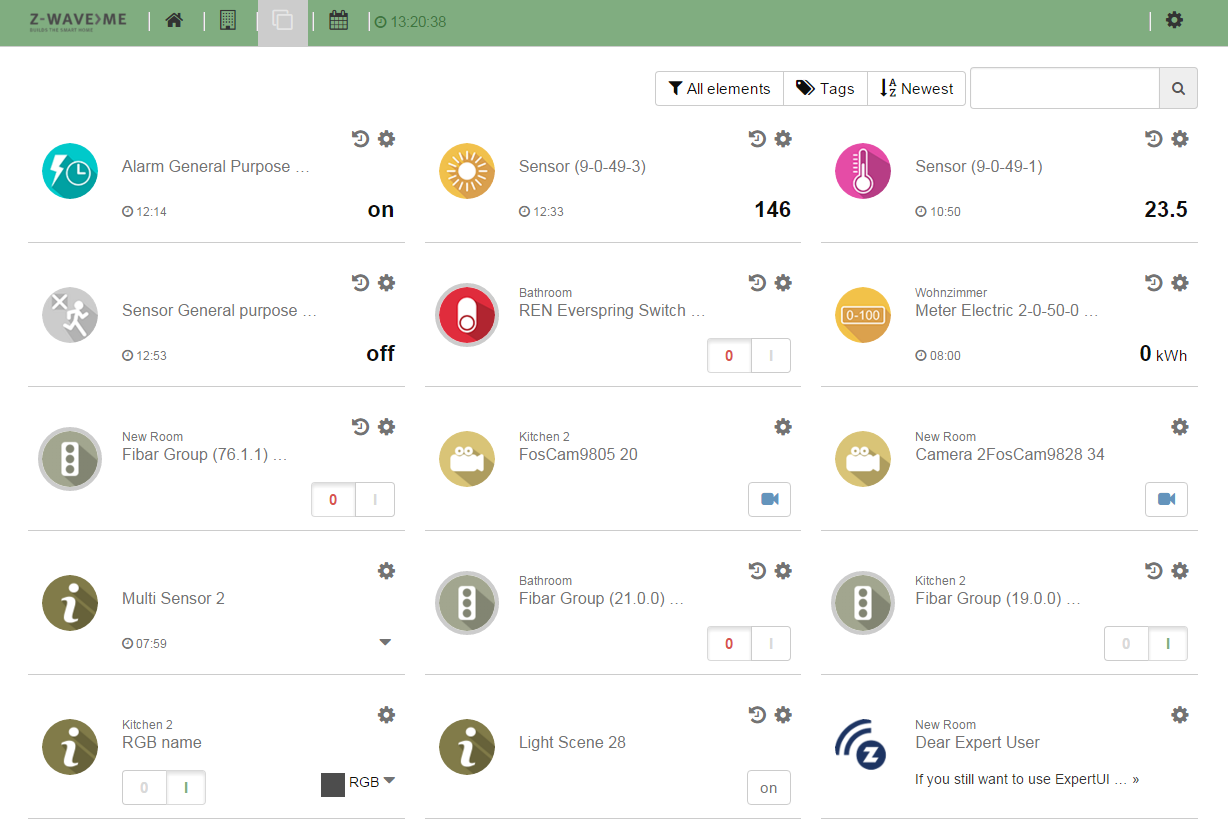 Z-WAVE>ME
BUILDS THE SMART HOME
13:20:38
All elements
Tags
Newest
Alarm General Purpose ...
12:14
on
Sensor (9-0-49-3)
12:33
146
Sensor (9-0-49-1)
10:50
23.5
Sensor General purpose ...
12:53
off
Bathroom
REN Everspring Switch ...
0 I
Wohnzimmer
0-100
Meter Electric 2-0-50-0 ...
08:00
0 kWh
New Room
Fibar Group (76.1.1) ...
0 I
Kitchen 2
FosCam9805 20
New Room
Camera 2FosCam9828 34
Multi Sensor 2
07:59
Bathroom
Fibar Group (21.0.0) ...
0 I
Kitchen 2
Fibar Group (19.0.0) ...
0 I
Kitchen 2
RGB name
0 I
RGB
Light Scene 28
on
New Room
Dear Expert User
If you still want to use ExpertUI ... »